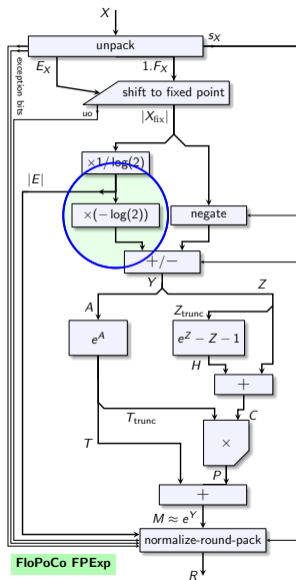 X
unpack
s_X
E_X
1.F_X
exception bits
shift to fixed point
on
|X_fix|
×1/log(2)
|E|
×(−log(2))
negate
+/−
Y
Z
A
Z_trunc
e^A
e^Z − Z − 1
H
+
T_trunc
C
T
×
P
+
M ≈ e^Y
normalize-round-pack
FloPoCo FPExp
R